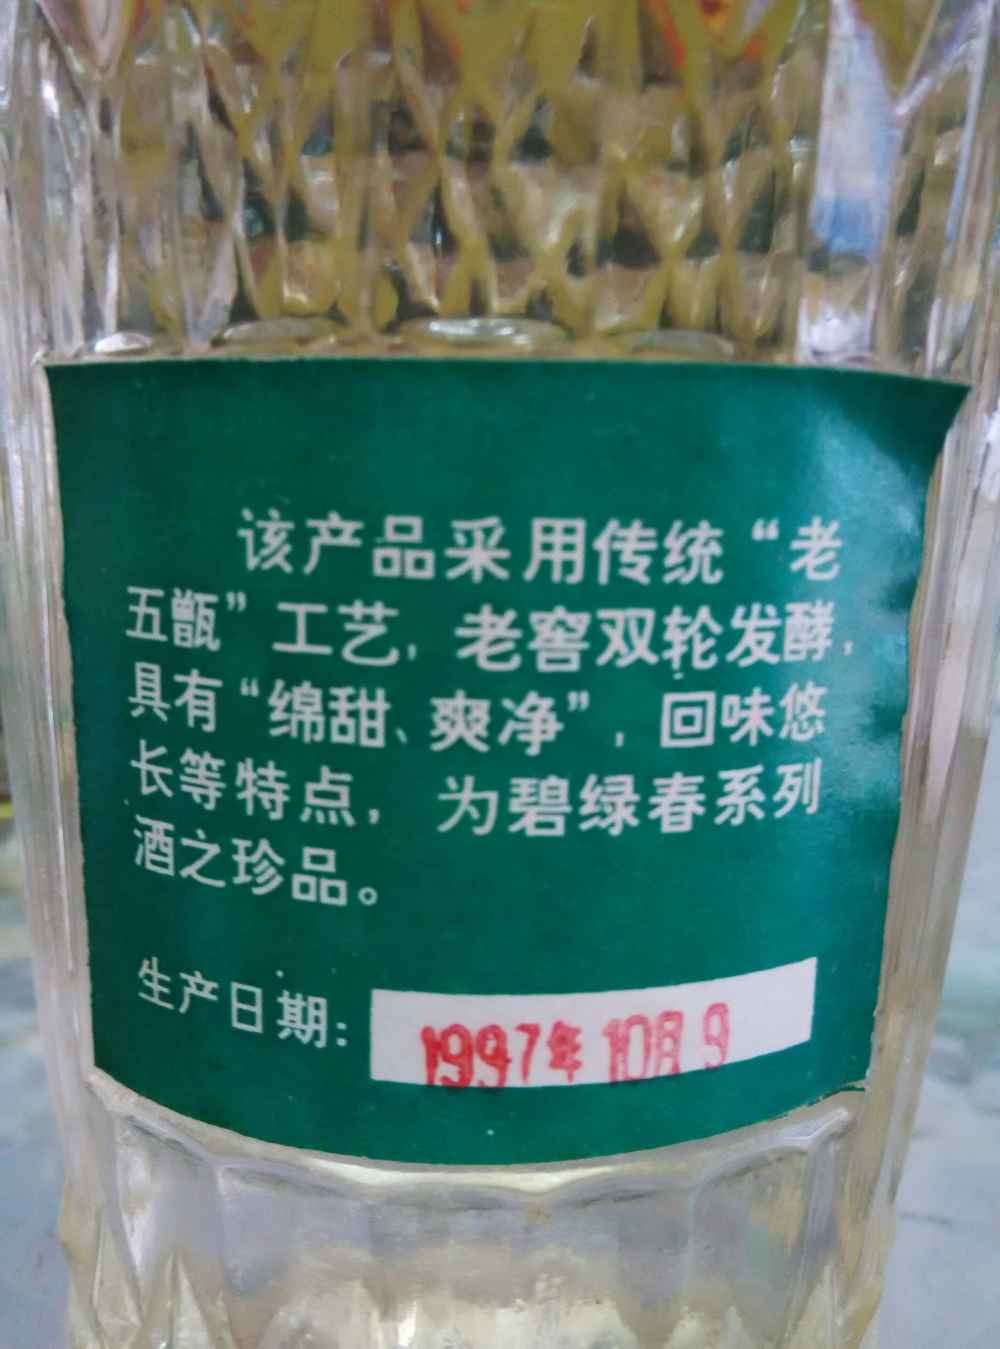 该产品采用传统“老
五甑”工艺，老窖双轮发酵，
具有“绵甜、爽净”，回味悠
长等特点，为碧绿春系列
酒之珍品。
生产日期：1997年10月9